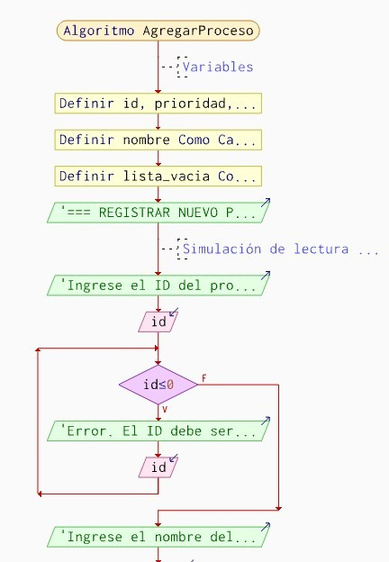 Algoritmo AgregarProceso
Variables
Definir id, prioridad,...
Definir nombre Como Ca...
Definir lista_vacia Co...
'=== REGISTRAR NUEVO P...
Simulación de lectura ...
'Ingrese el ID del pro...
id
id≤0
F
V
'Error. El ID debe ser...
id
'Ingrese el nombre del...